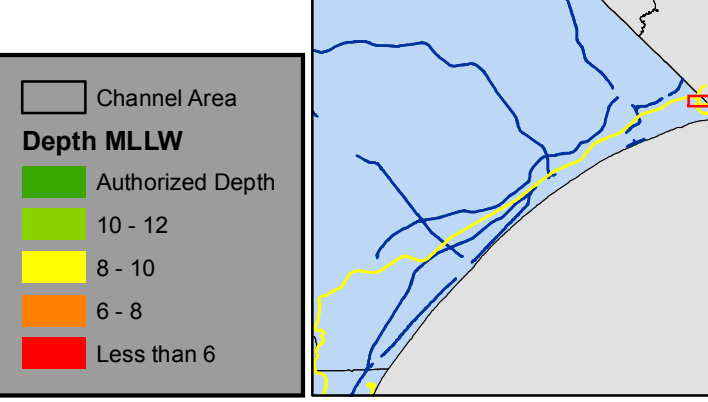 Channel Area
Depth MLLW
Authorized Depth
10 - 12
8 - 10
6 - 8
Less than 6